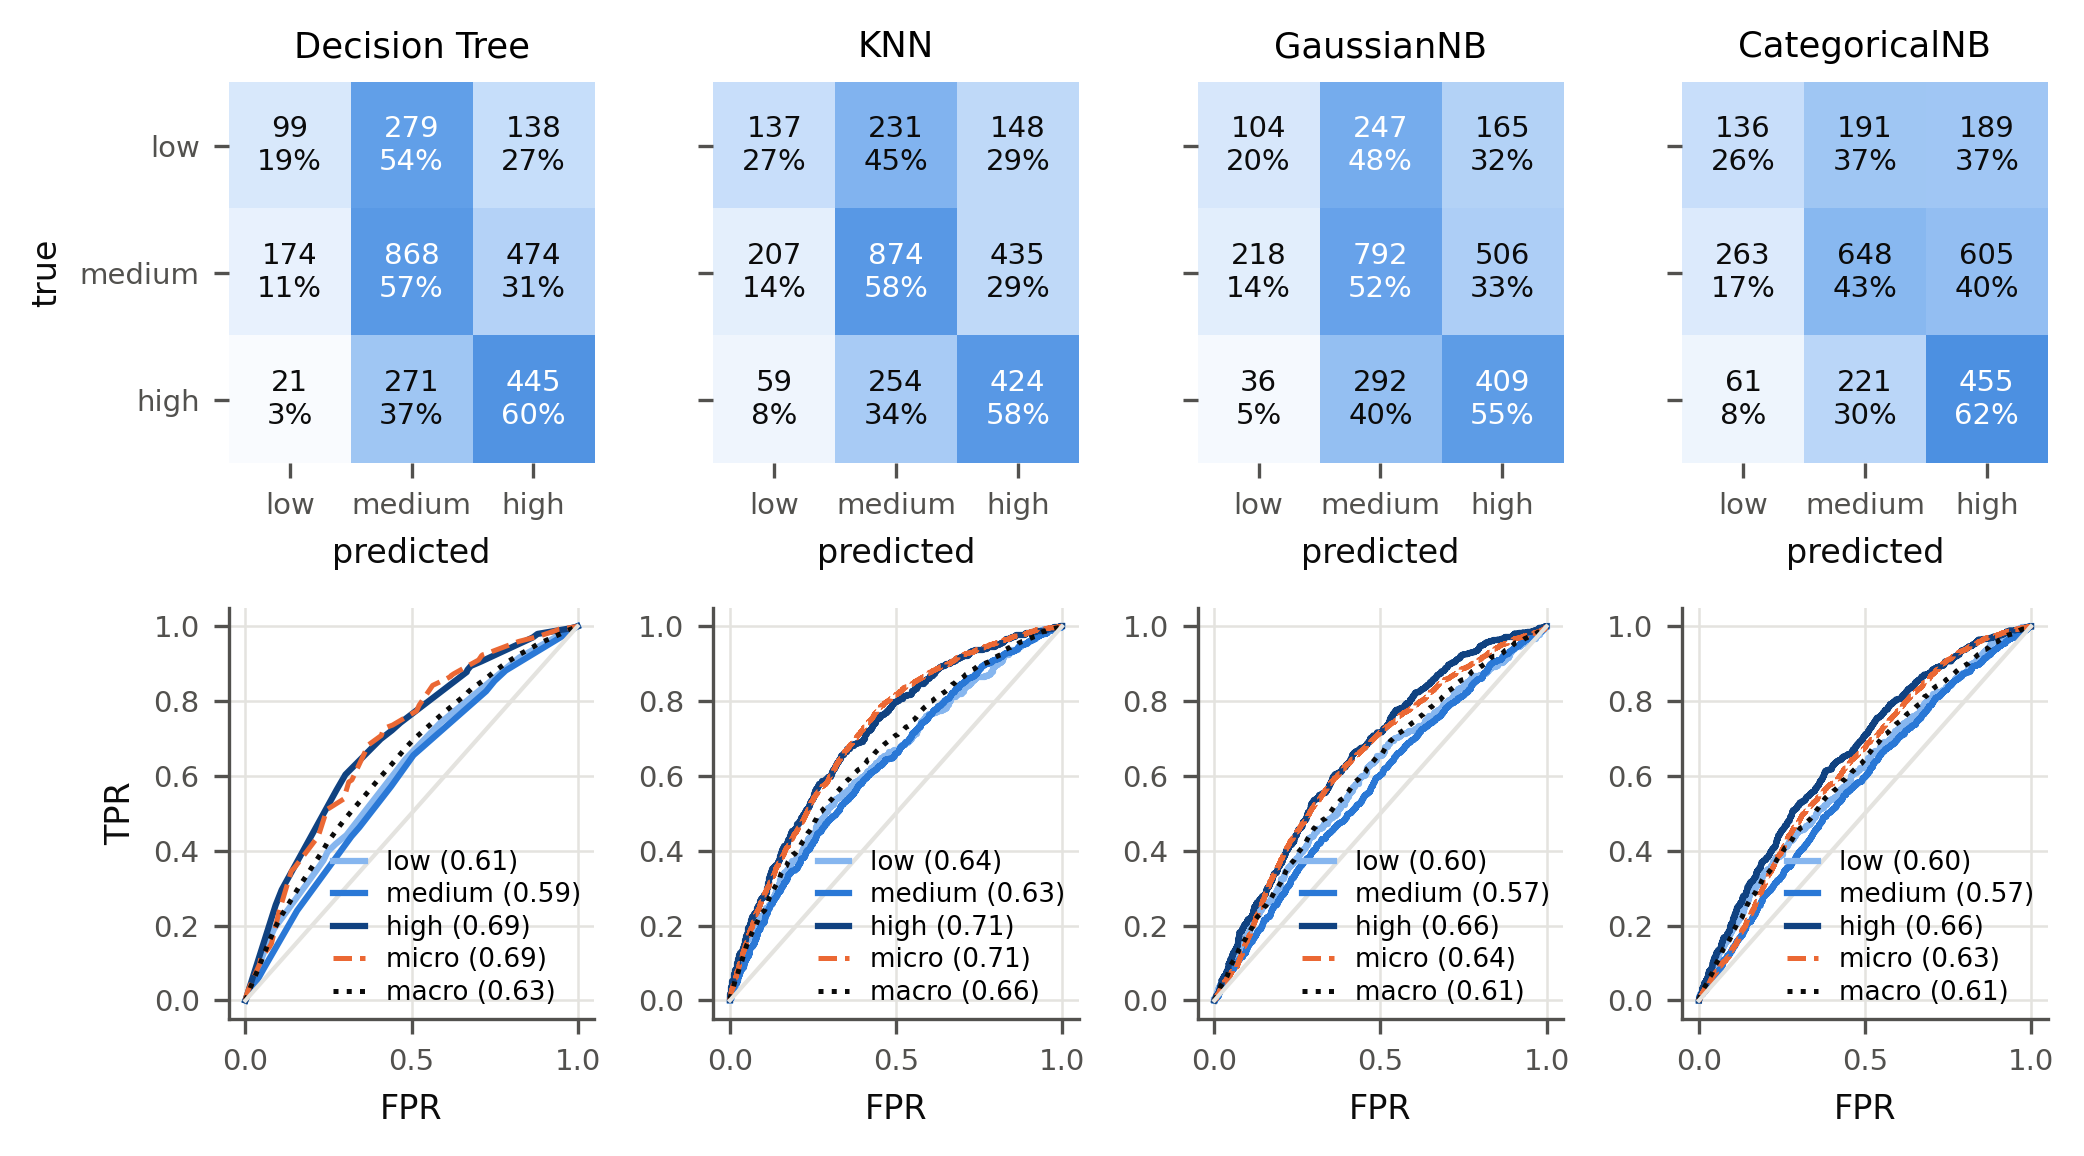 Decision Tree
KNN
GaussianNB
CategoricalNB
true
low
medium
high
99 279 138
19% 54% 27%
174 868 474
11% 57% 31%
21 271 445
3% 37% 60%
low medium high
predicted
137 231 148
27% 45% 29%
207 874 435
14% 58% 29%
59 254 424
8% 34% 58%
low medium high
predicted
104 247 165
20% 48% 32%
218 792 506
14% 52% 33%
36 292 409
5% 40% 55%
low medium high
predicted
136 191 189
26% 37% 37%
263 648 605
17% 43% 40%
61 221 455
8% 30% 62%
low medium high
predicted
TPR
1.0
0.8
0.6
0.4
0.2
0.0
low (0.61)
medium (0.59)
high (0.69)
micro (0.69)
macro (0.63)
0.0 0.5 1.0
FPR
1.0
0.8
0.6
0.4
0.2
0.0
low (0.64)
medium (0.63)
high (0.71)
micro (0.71)
macro (0.66)
0.0 0.5 1.0
FPR
1.0
0.8
0.6
0.4
0.2
0.0
low (0.60)
medium (0.57)
high (0.66)
micro (0.64)
macro (0.61)
0.0 0.5 1.0
FPR
1.0
0.8
0.6
0.4
0.2
0.0
low (0.60)
medium (0.57)
high (0.66)
micro (0.63)
macro (0.61)
0.0 0.5 1.0
FPR